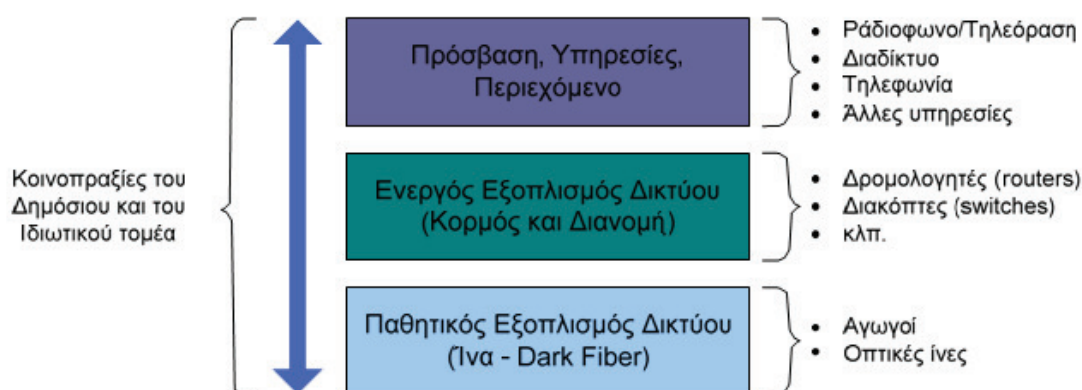 Κοινοπραξίες του
Δημόσιου και του
Ιδιωτικού τομέα
Πρόσβαση, Υπηρεσίες,
Περιεχόμενο
• Ράδιοφωνο/Τηλεόραση
• Διαδίκτυο
• Τηλεφωνία
• Άλλες υπηρεσίες
Ενεργός Εξοπλισμός Δικτύου
(Κορμός και Διανομή)
• Δρομολογητές (routers)
• Διακόπτες (switches)
• κλπ.
Παθητικός Εξοπλισμός Δικτύου
(Ίνα - Dark Fiber)
• Αγωγοί
• Οπτικές ίνες